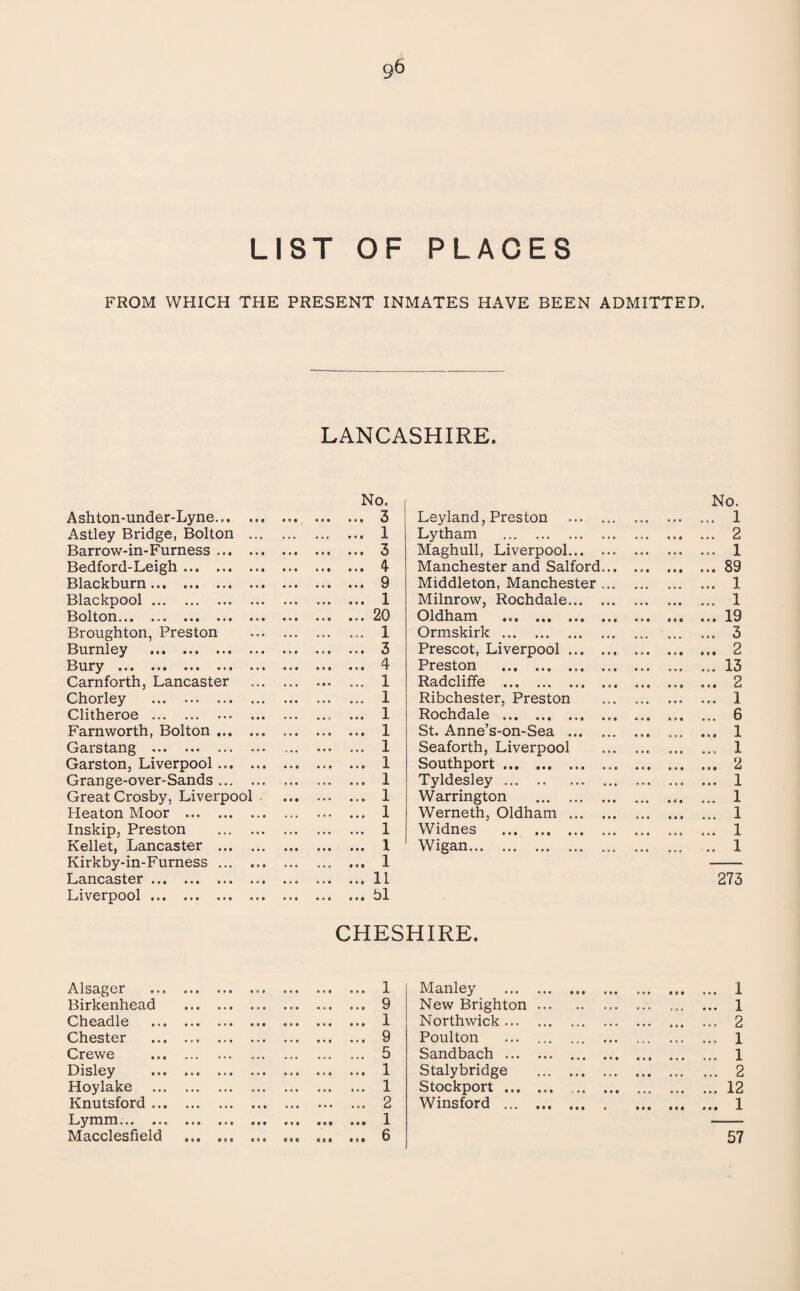 96
LIST OF PLACES
FROM WHICH THE PRESENT INMATES HAVE BEEN ADMITTED.
LANCASHIRE.
No.
Ashton-under-Lyne... ... ... ... ... 3
Astley Bridge, Bolton ... ... ... ... 1
Barrow-in-Furness ... ... ... ... ... 3
Bedford-Leigh ... ... ... ... ... ... 4
Blackburn ... ... ... ... ... ... ... 9
Blackpool ... ... ... ... ... ... ... 1
Bolton... ... ... ... ... ... ... ... 20
Broughton, Preston ... ... ... ... 1
Burnley ... ... ... ... ... ... ... 3
Bury ... ... ... ... ... ... ... ... 4
Carnforth, Lancaster ... ... ... ... 1
Chorley ... ... ... ... ... ... ... 1
Clitheroe ... ... ... ... ... ... ... 1
Farnworth, Bolton ... ... ... ... ... 1
Garstang ... ... ... ... ... ... ... 1
Garston, Liverpool ... ... ... ... ... 1
Grange-over-Sands ... ... ... ... ... 1
Great Crosby, Liverpool ... ... ... 1
Heaton Moor ... ... ... ... ... ... 1
Inskip, Preston ... ... ... ... ... 1
Kellet, Lancaster ... ... ... ... ... 1
Kirkby-in-Furness ... ... ... ... ... 1
Lancaster ... ... ... ... ... ... ... 11
Liverpool ... ... ... ... ... ... ... 51
No.
Leyland, Preston ... ... ... ... ... 1
Lytham ... ... ... ... ... ... ... 2
Maghull, Liverpool... ... ... ... ... 1
Manchester and Salford... ... ... ... 89
Middleton, Manchester ... ... ... ... 1
Milnrow, Rochdale... ... ... ... ... 1
Oldham ... ... ... ... ... ... ... 19
Ormskirk ... ... ... ... ... ... ... 3
Prescot, Liverpool ... ... ... ... ... 2
Preston ... ... ... ... ... ... ... 13
Radcliffe ... ... ... ... ... ... ... 2
Ribchester, Preston ... ... ... ... 1
Rochdale ... ... ... ... ... ... ... 6
St. Anne's-on-Sea ... ... ... ... ... 1
Seaforth, Liverpool ... ... ... ... 1
Southport ... ... ... ... ... ... ... 2
Tyldesley ... .. ... ... ... ... ... 1
Warrington ... ... ... ... ... ... 1
Werneth, Oldham ... ... ... ... ... 1
Widnes ... ... ... ... ... ... ... 1
Wigan... ... ... ... ... ... ... .. 1
273
CHESHIRE.
Alsager ... ... ... ... ... ... ... 1
Birkenhead ... ... ... ... ... ... 9
Cheadle ... ... ... ... ... ... ... 1
Chester ... ... ... ... ... ... ... 9
Crewe ... ... ... ... ... ... ... 5
Disley ... ... ... ... ... ... ... 1
Hoylake ... ... ... ... ... ... ... 1
Knutsford ... ... ... ... ... ... ... 2
Lymm... ... ... ... ... ... ... ... 1
Macclesfield ... ... ... ... ... ... 6
Manley ... ... ... ... ... ... ... 1
New Brighton ... .. ... ... ... ... 1
Northwick ... ... ... ... ... ... ... 2
Poulton ... ... ... ... ... ... ... 1
Sandbach ... ... ... ... ... ... ... 1
Stalybridge ... ... ... ... ... ... 2
Stockport ... ... ... ... ... ... ... 12
Winsford ... ... ... . ... ... ... 1
57